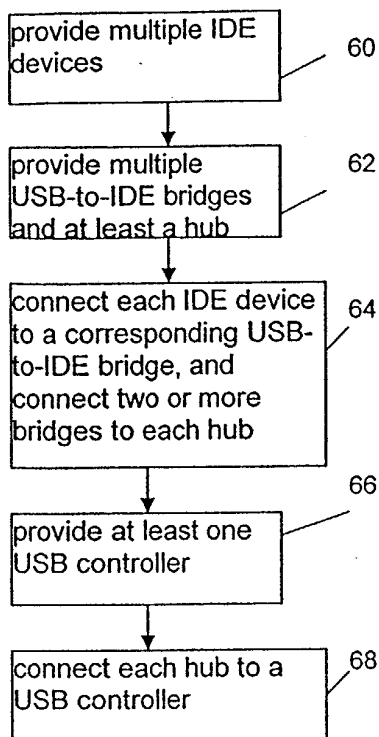 provide multiple IDE
devices
60
provide multiple
USB-to-IDE bridges
and at least a hub
62
connect each IDE device
to a corresponding USB-
to-IDE bridge, and
connect two or more
bridges to each hub
64
provide at least one
USB controller
66
connect each hub to a
USB controller
68